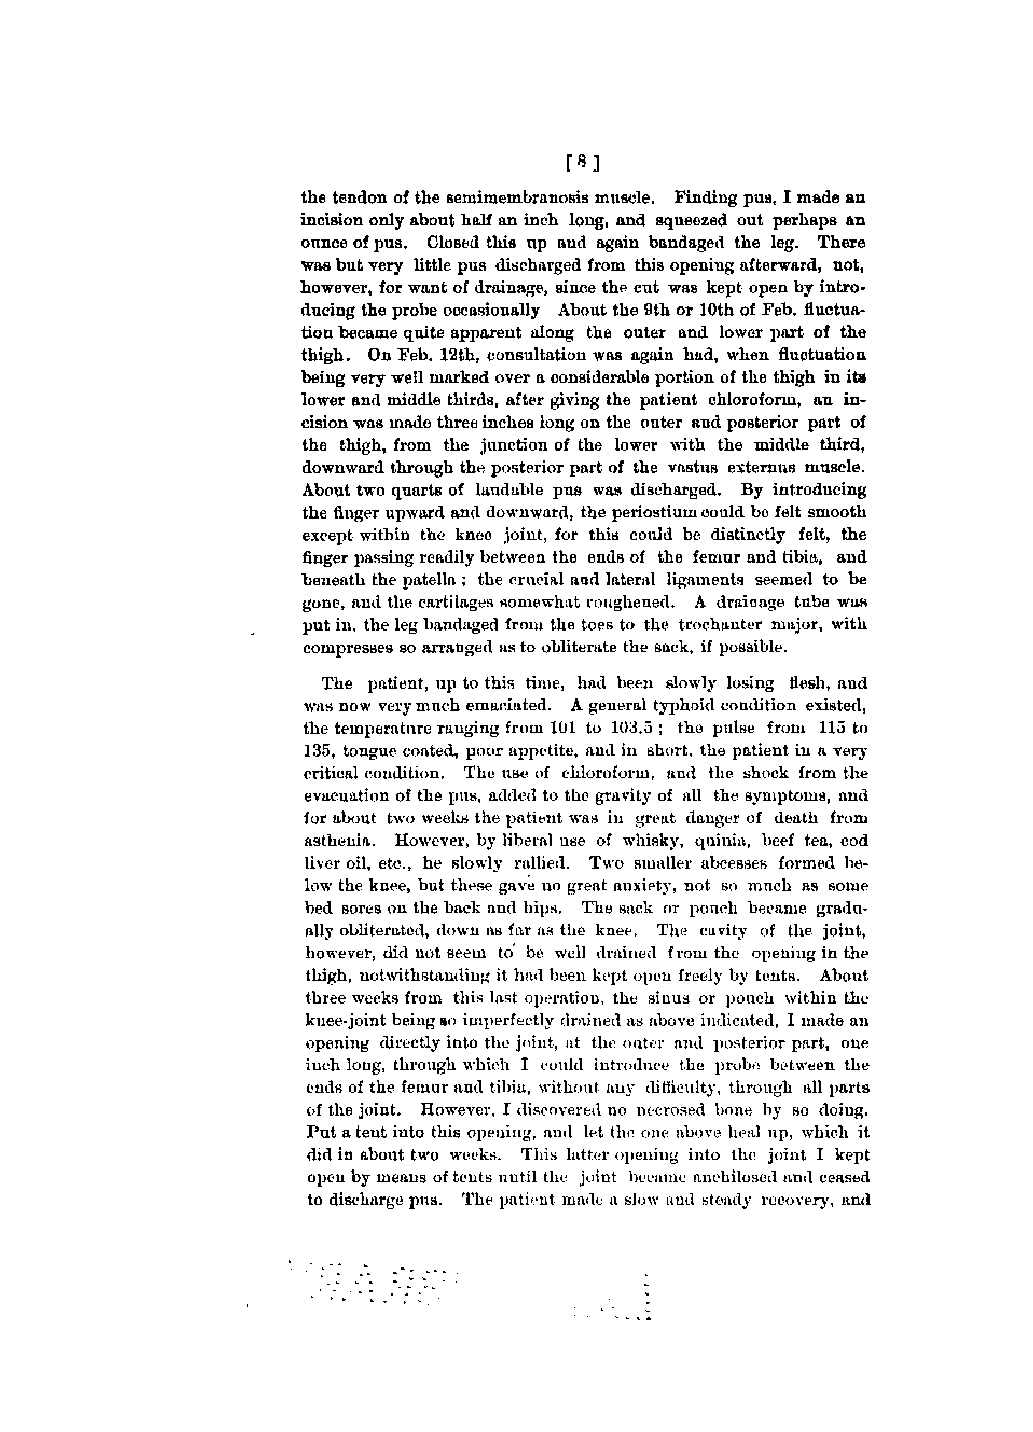 [ 8 ]
the tendon of the semimembranosis muscle. Finding pus, I made an
incision only about half an inch long, and squeezed out perhaps an
ounce of pus. Closed this up and again bandaged the leg. There
was but very little pus discharged from this opening afterward, not,
however, for want of drainage, since the cut was kept open by intro-
ducing the probe occasionally About the 9th or 10th of Feb. fluctua-
tion became quite apparent along the outer and lower part of the
thigh. On Feb. 12th, consultation was again had, when fluctuation
being very well marked over a considerable portion of the thigh in its
lower and middle thirds, after giving the patient chloroform, an in-
cision was made three inches long on the outer and posterior part of
the thigh, from the junction of the lower with the middle third,
downward through the posterior part of the vastus externus muscle.
About two quarts of laudable pus was discharged. By introducing
the finger upward and downward, the periostium could be felt smooth
except within the knee joint, for this could be distinctly felt, the
finger passing readily between the ends of the femur and tibia, and
beneath the patella ; the crucial and lateral ligaments seemed to be
gone, and the cartilages somewhat roughened. A drainage tube was
put in, the leg bandaged from the toes to the trochanter major, with
compresses so arranged as to obliterate the sack, if possible.
The patient, up to this time, had been slowly losing flesh, and
was now very much emaciated. A general typhoid condition existed,
the temperature ranging from 101 to 103.5 ; the pulse from 115 to
135, tongue coated, poor appetite, and in short, the patient in a very
critical condition. The use of chloroform, and the shock from the
evacuation of the pus, added to the gravity of all the symptoms, and
for about two weeks the patient was in great danger of death from
asthenia. However, by liberal use of whisky, quinia, beef tea, cod
liver oil, etc., he slowly rallied. Two smaller abcesses formed be-
low the knee, but these gave no great anxiety, not so much as some
bed sores on the back and hips. The sack or pouch became gradu-
ally obliterated, down as far as the knee. The cavity of the joint,
however, did not seem to be well drained from the opening in the
thigh, notwithstanding it had been kept open freely by tents. About
three weeks from this last operation, the sinus or pouch within the
knee-joint being so imperfectly drained as above indicated, I made an
opening directly into the joint, at the outer and posterior part, one
inch long, through which I could introduce the probe between the
ends of the femur and tibia, without any difficulty, through all parts
of the joint. However, I discovered no necrosed bone by so doing.
Put a tent into this opening, and let the one above heal up, which it
did in about two weeks. This latter opening into the joint I kept
open by means of tents until the joint became anchilosed and ceased
to discharge pus. The patient made a slow and steady recovery, and